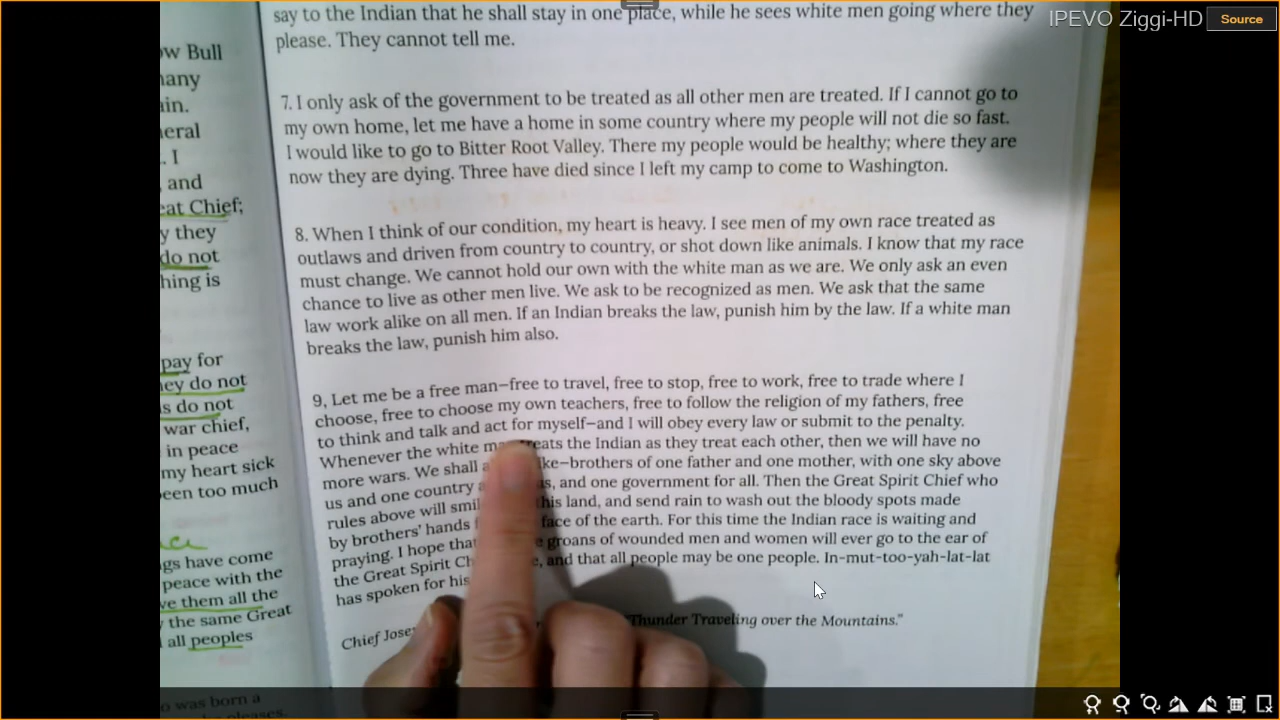 IPEVO Ziggi-HD
Source
say to the Indian that he shall stay in one place, while he sees white men going where they
please. They cannot tell me.
7. I only ask of the government to be treated as all other men are treated. If I cannot go to
my own home, let me have a home in some country where my people will not die so fast.
I would like to go to Bitter Root Valley. There my people would be healthy; where they are
now they are dying. Three have died since I left my camp to come to Washington.
8. When I think of our condition, my heart is heavy. I see men of my own race treated as
outlaws and driven from country to country, or shot down like animals. I know that my race
must change. We cannot hold our own with the white man as we are. We only ask an even
chance to live as other men live. We ask to be recognized as men. We ask that the same
law work alike on all men. If an Indian breaks the law, punish him by the law. If a white man
breaks the law, punish him also.
9, Let me be a free man—free to travel, free to stop, free to work, free to trade where I
choose, free to choose my own teachers, free to follow the religion of my fathers, free
to think and talk and act for myself—and I will obey every law or submit to the penalty.
Whenever the white treats the Indian as they treat each other, then we will have no
more wars. We shall —brothers of one father and one mother, with one sky above
us and one country and one government for all. Then the Great Spirit Chief who
rules above will this land, and send rain to wash out the bloody spots made
by brothers' hands face of the earth. For this time the Indian race is waiting and
praying. I hope groans of wounded men and women will ever go to the ear of
the Great Spirit and that all people may be one people. In-mut-too-yah-lat-lat
has spoken for his
Chief "Thunder Traveling over the Mountains."
Bull
eat Chief;
they
do not
is
pay for
do not
do not
war chief,
in peace
my heart sick
too much
have come
peace with the
them all the
the same Great
all peoples
was born a